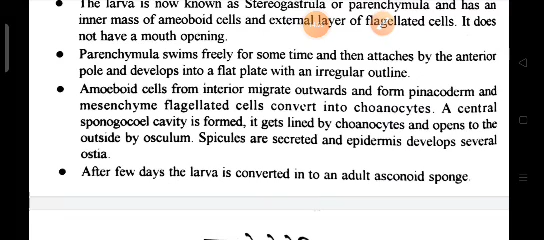 • The larva is now known as Stereogastrula or parenchymula and has an
inner mass of ameoboid cells and external layer of flagellated cells. It does
not have a mouth opening.
• Parenchymula swims freely for some time and then attaches by the anterior
pole and develops into a flat plate with an irregular outline.
• Amoeboid cells from interior migrate outwards and form pinacoderm and
mesenchyme flagellated cells convert into choanocytes. A central
sponogocoel cavity is formed, it gets lined by choanocytes and opens to the
outside by osculum. Spicules are secreted and epidermis develops several
ostia.
• After few days the larva is converted in to an adult asconoid sponge.